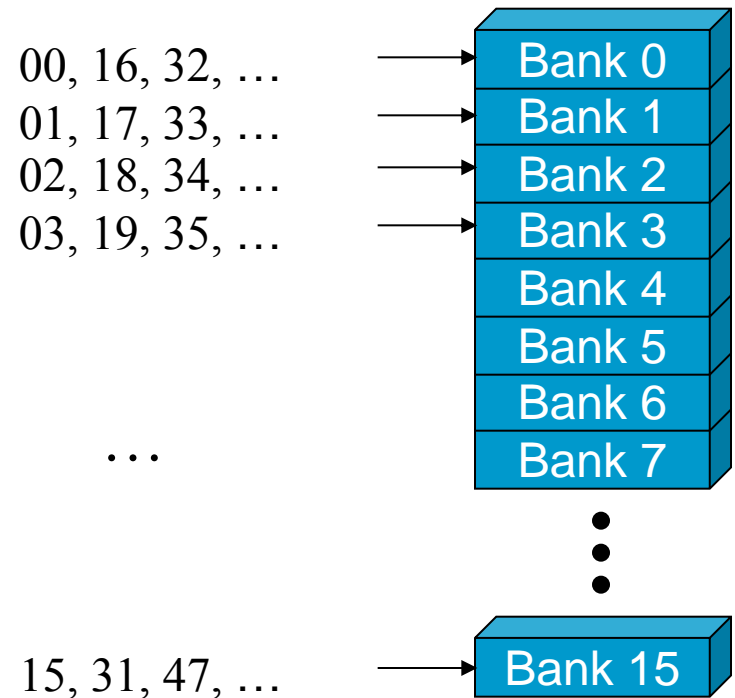 00, 16, 32, … Bank 0
01, 17, 33, … Bank 1
02, 18, 34, … Bank 2
03, 19, 35, … Bank 3
Bank 4
Bank 5
Bank 6
… Bank 7
15, 31, 47, … Bank 15